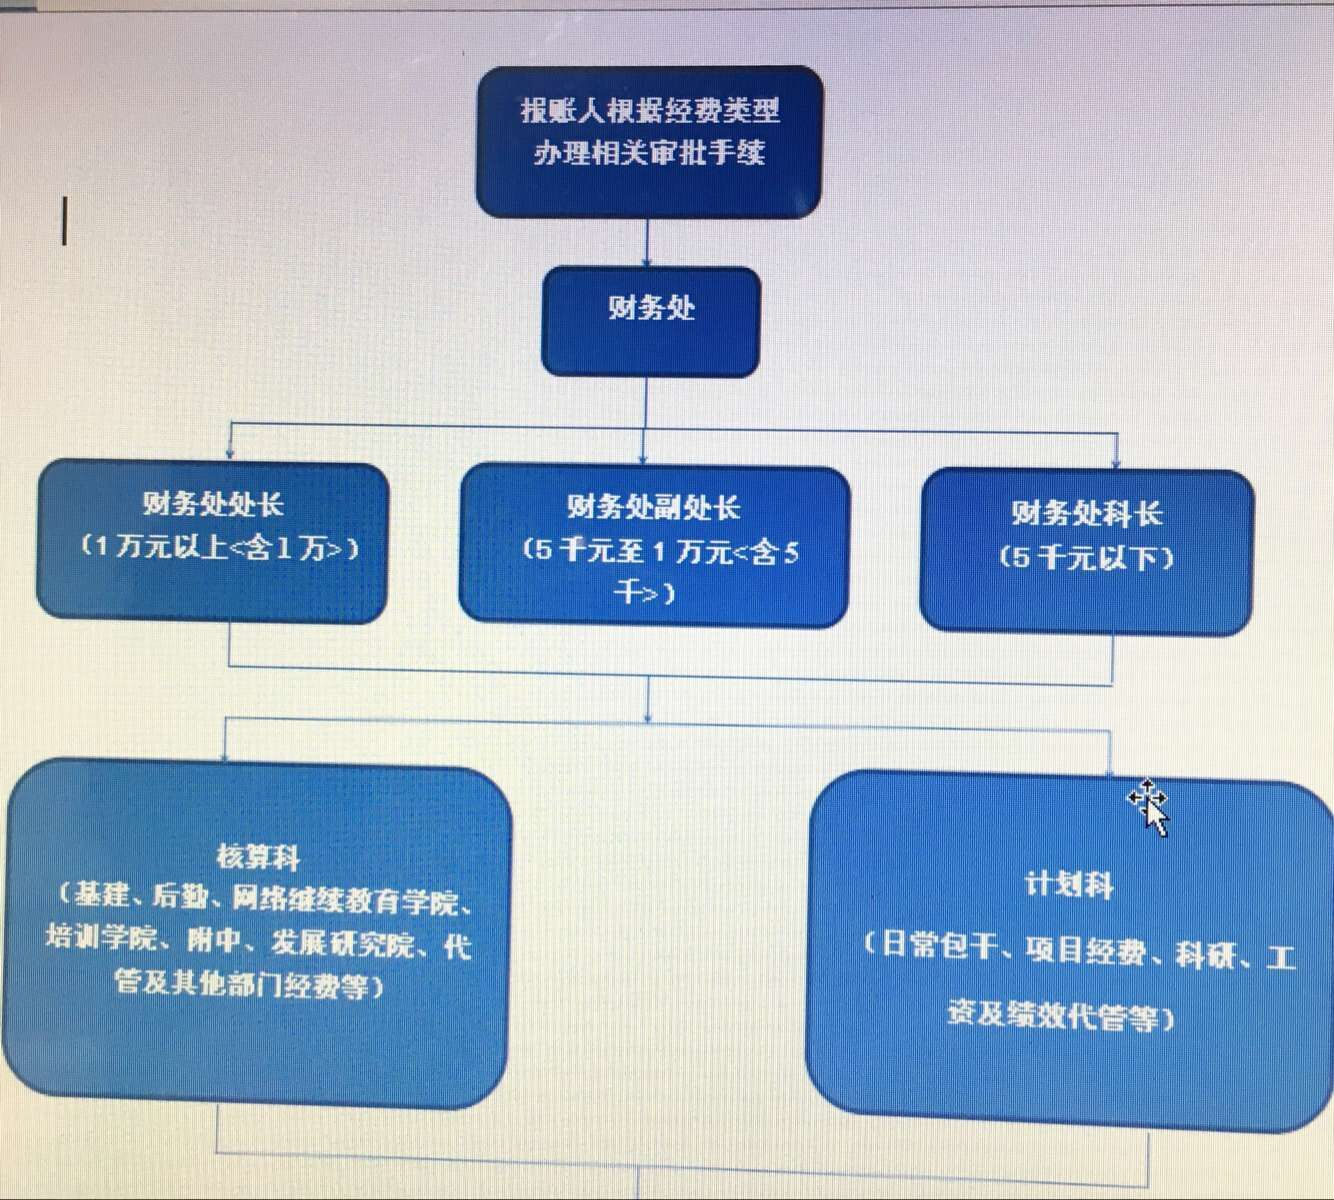 报账人根据经费类型
办理相关审批手续
财务处
财务处处长
（1万元以上<含1万>）
财务处副处长
（5千元至1万元<含5
千>）
财务处科长
（5千元以下）
核算科
（基建、后勤、网络继续教育学院、
培训学院、附中、发展研究院、代
管及其他部门经费等）
计划科
（日常包干、项目经费、科研、工
资及绩效代管等）